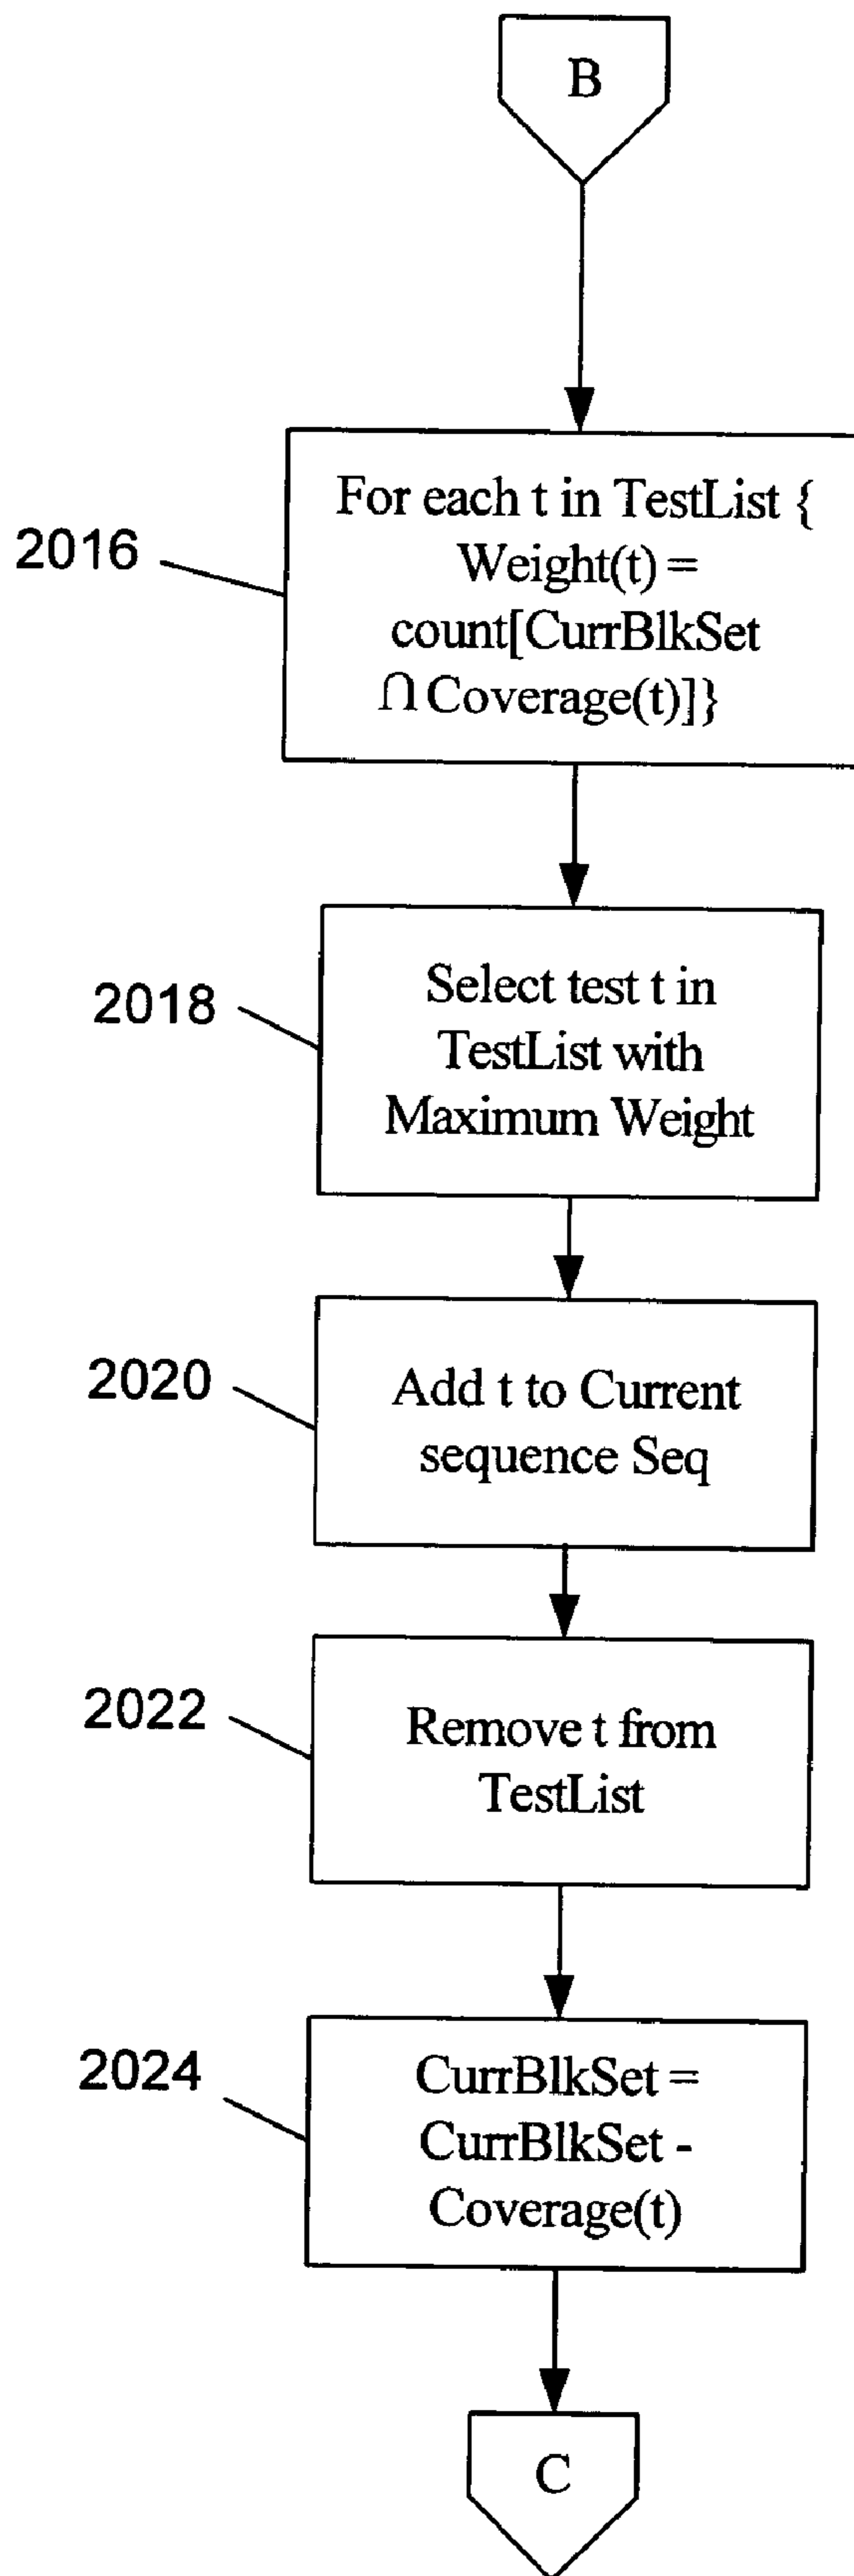 B
2016
For each t in TestList {
Weight(t) =
count[CurrBlkSet
∩ Coverage(t)]}
2018
Select test t in
TestList with
Maximum Weight
2020
Add t to Current
sequence Seq
2022
Remove t from
TestList
2024
CurrBlkSet =
CurrBlkSet -
Coverage(t)
C